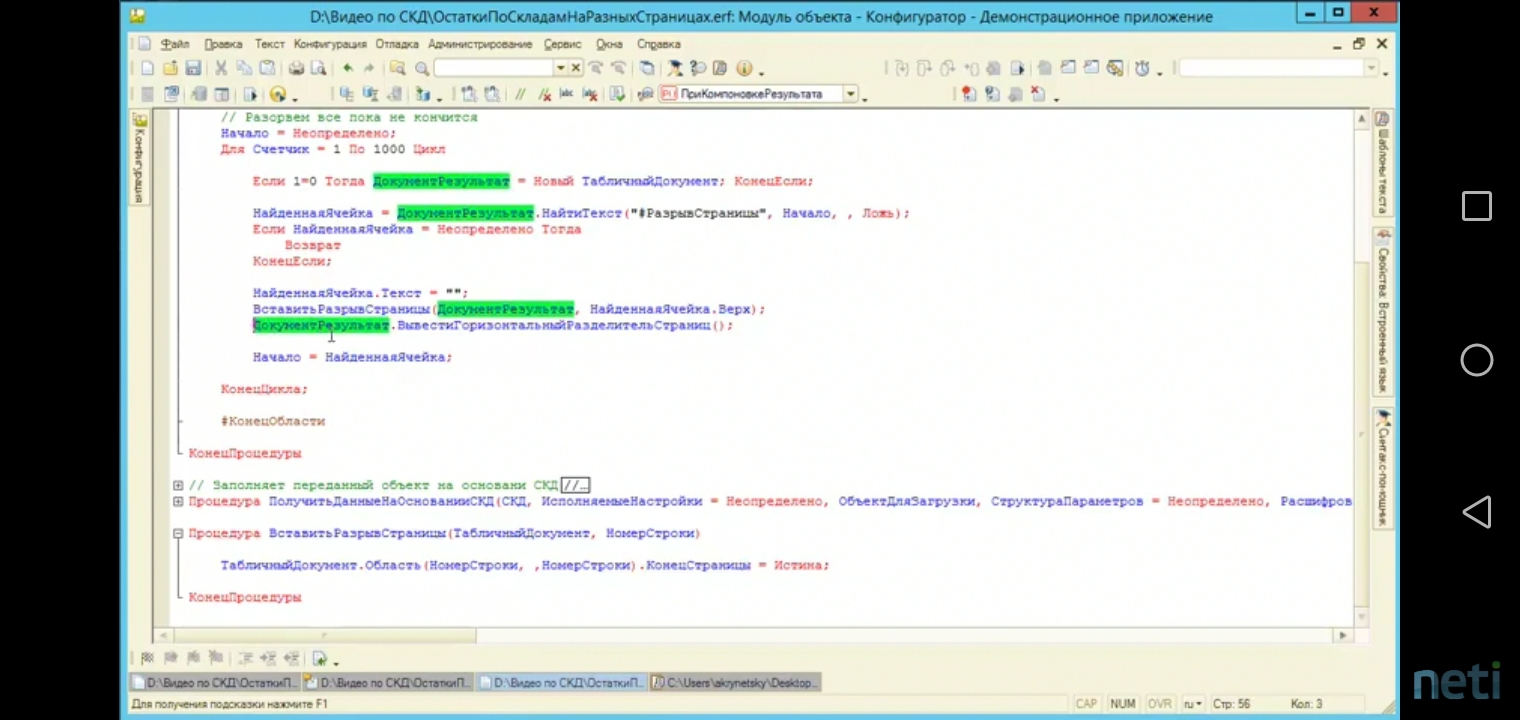 D:\Видео по СКД\ОстаткиПоСкладамНаРазныхСтраницах.erf: Модуль объекта - Конфигуратор - Демонстрационное приложение
Файл Правка Текст Конфигурация Отладка Администрирование Сервис Окна Справка
ПриКомпоновкеРезультата
Конфигурация
// Разорвем все пока не кончится
Начало = Неопределено;
Для Счетчик = 1 По 1000 Цикл
Если 1=0 Тогда ДокументРезультат = Новый ТабличныйДокумент; КонецЕсли;
НайденнаяЯчейка = ДокументРезультат.НайтиТекст("#РазрывСтраницы", Начало, , Ложь);
Если НайденнаяЯчейка = Неопределено Тогда
Возврат
КонецЕсли;
НайденнаяЯчейка.Текст = "";
ВставитьРазрывСтраницы(ДокументРезультат, НайденнаяЯчейка.Верх);
ДокументРезультат.ВывестиГоризонтальныйРазделительСтраниц();
Начало = НайденнаяЯчейка;
КонецЦикла;
#КонецОбласти
КонецПроцедуры
// Заполняет переданный объект на основани СКД //...
Процедура ПолучитьДанныеНаОснованииСКД(СКД, ИсполняемыеНастройки = Неопределено, ОбъектДляЗагрузки, СтруктураПараметров = Неопределено, Расшифров
Процедура ВставитьРазрывСтраницы(ТабличныйДокумент, НомерСтроки)
ТабличныйДокумент.Область(НомерСтроки, ,НомерСтроки).КонецСтраницы = Истина;
КонецПроцедуры
Шаблоны текста
Свойства: Встроенный язык
Синтакс-помощник
D:\Видео по СКД\ОстаткиП... D:\Видео по СКД\ОстаткиП... D:\Видео по СКД\ОстаткиП... C:\Users\akrynetsky\Desktop...
Для получения подсказки нажмите F1 CAP NUM OVR ru Стр: 56 Кол: 3
neti